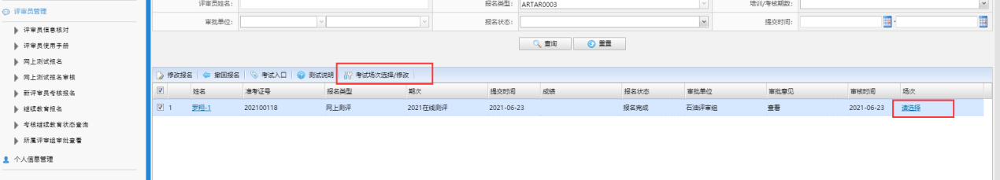 评审员姓名: 报名类型: ARTAR0003 培训/考核期数:
评审员管理
审批单位: 报名状态: 提交时间: -
评审员信息核对
评审员使用手册
查询 重置
网上测试报名
网上测试报名审核
修改报名 撤回报名 考试入口 测试说明 考试场次选择/修改
新评审员考核报名
姓名 准考证号 报名类型 期次 提交时间 成绩 报名状态 审批单位 审批意见 审核时间 场次
继续教育报名
1 罗翔-1 202100118 网上测评 2021在线测评 2021-06-23 报名完成 石油评审组 查看 2021-06-23 请选择
考核继续教育状态查询
所属评审组审批查看
个人信息管理